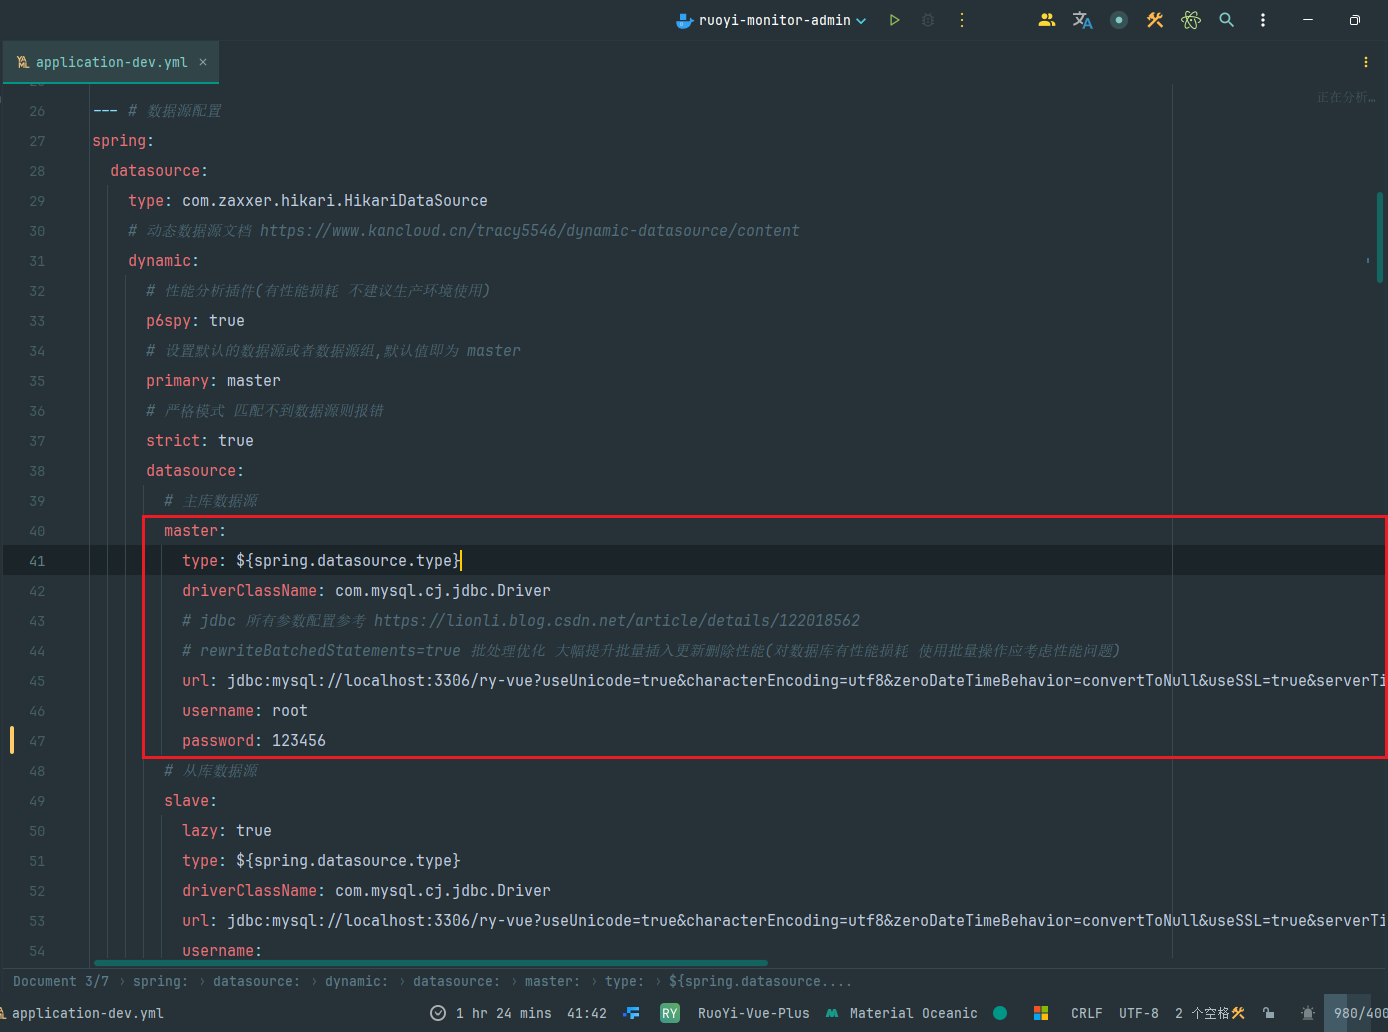 ruoyi-monitor-admin
application-dev.yml
正在分析…
26 --- # 数据源配置
27 spring:
28 datasource:
29 type: com.zaxxer.hikari.HikariDataSource
30 # 动态数据源文档 https://www.kancloud.cn/tracy5546/dynamic-datasource/content
31 dynamic:
32 # 性能分析插件(有性能损耗 不建议生产环境使用)
33 p6spy: true
34 # 设置默认的数据源或者数据源组,默认值即为 master
35 primary: master
36 # 严格模式 匹配不到数据源则报错
37 strict: true
38 datasource:
39 # 主库数据源
40 master:
41 type: ${spring.datasource.type}
42 driverClassName: com.mysql.cj.jdbc.Driver
43 # jdbc 所有参数配置参考 https://lionli.blog.csdn.net/article/details/122018562
44 # rewriteBatchedStatements=true 批处理优化 大幅提升批量插入更新删除性能(对数据库有性能损耗 使用批量操作应考虑性能问题)
45 url: jdbc:mysql://localhost:3306/ry-vue?useUnicode=true&characterEncoding=utf8&zeroDateTimeBehavior=convertToNull&useSSL=true&serverTi
46 username: root
47 password: 123456
48 # 从库数据源
49 slave:
50 lazy: true
51 type: ${spring.datasource.type}
52 driverClassName: com.mysql.cj.jdbc.Driver
53 url: jdbc:mysql://localhost:3306/ry-vue?useUnicode=true&characterEncoding=utf8&zeroDateTimeBehavior=convertToNull&useSSL=true&serverTi
54 username:
Document 3/7 › spring: › datasource: › dynamic: › datasource: › master: › type: › ${spring.datasource....
application-dev.yml 1 hr 24 mins 41:42 RY RuoYi-Vue-Plus Material Oceanic CRLF UTF-8 2 个空格 980/400